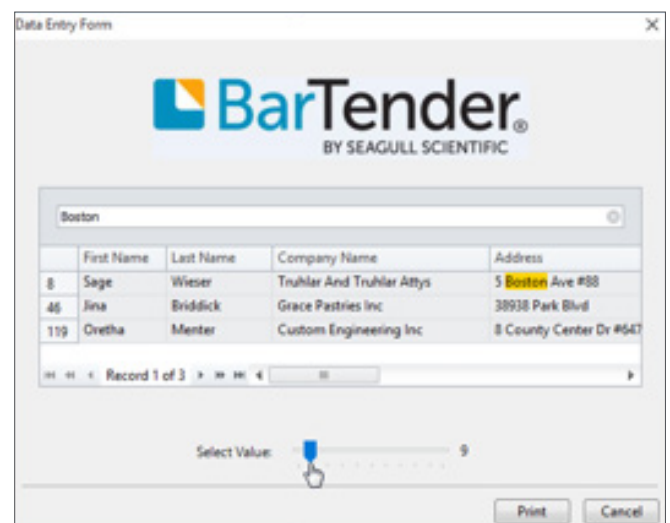 Data Entry Form
BarTender®
BY SEAGULL SCIENTIFIC
Boston
First Name Last Name Company Name Address
8 Sage Wieser Truhlar And Truhlar Attys 5 Boston Ave #88
46 Jina Briddick Grace Pastries Inc 38938 Park Blvd
119 Oretha Menter Custom Engineering Inc 8 County Center Dr #647
Record 1 of 3
Select Value: 9
Print Cancel